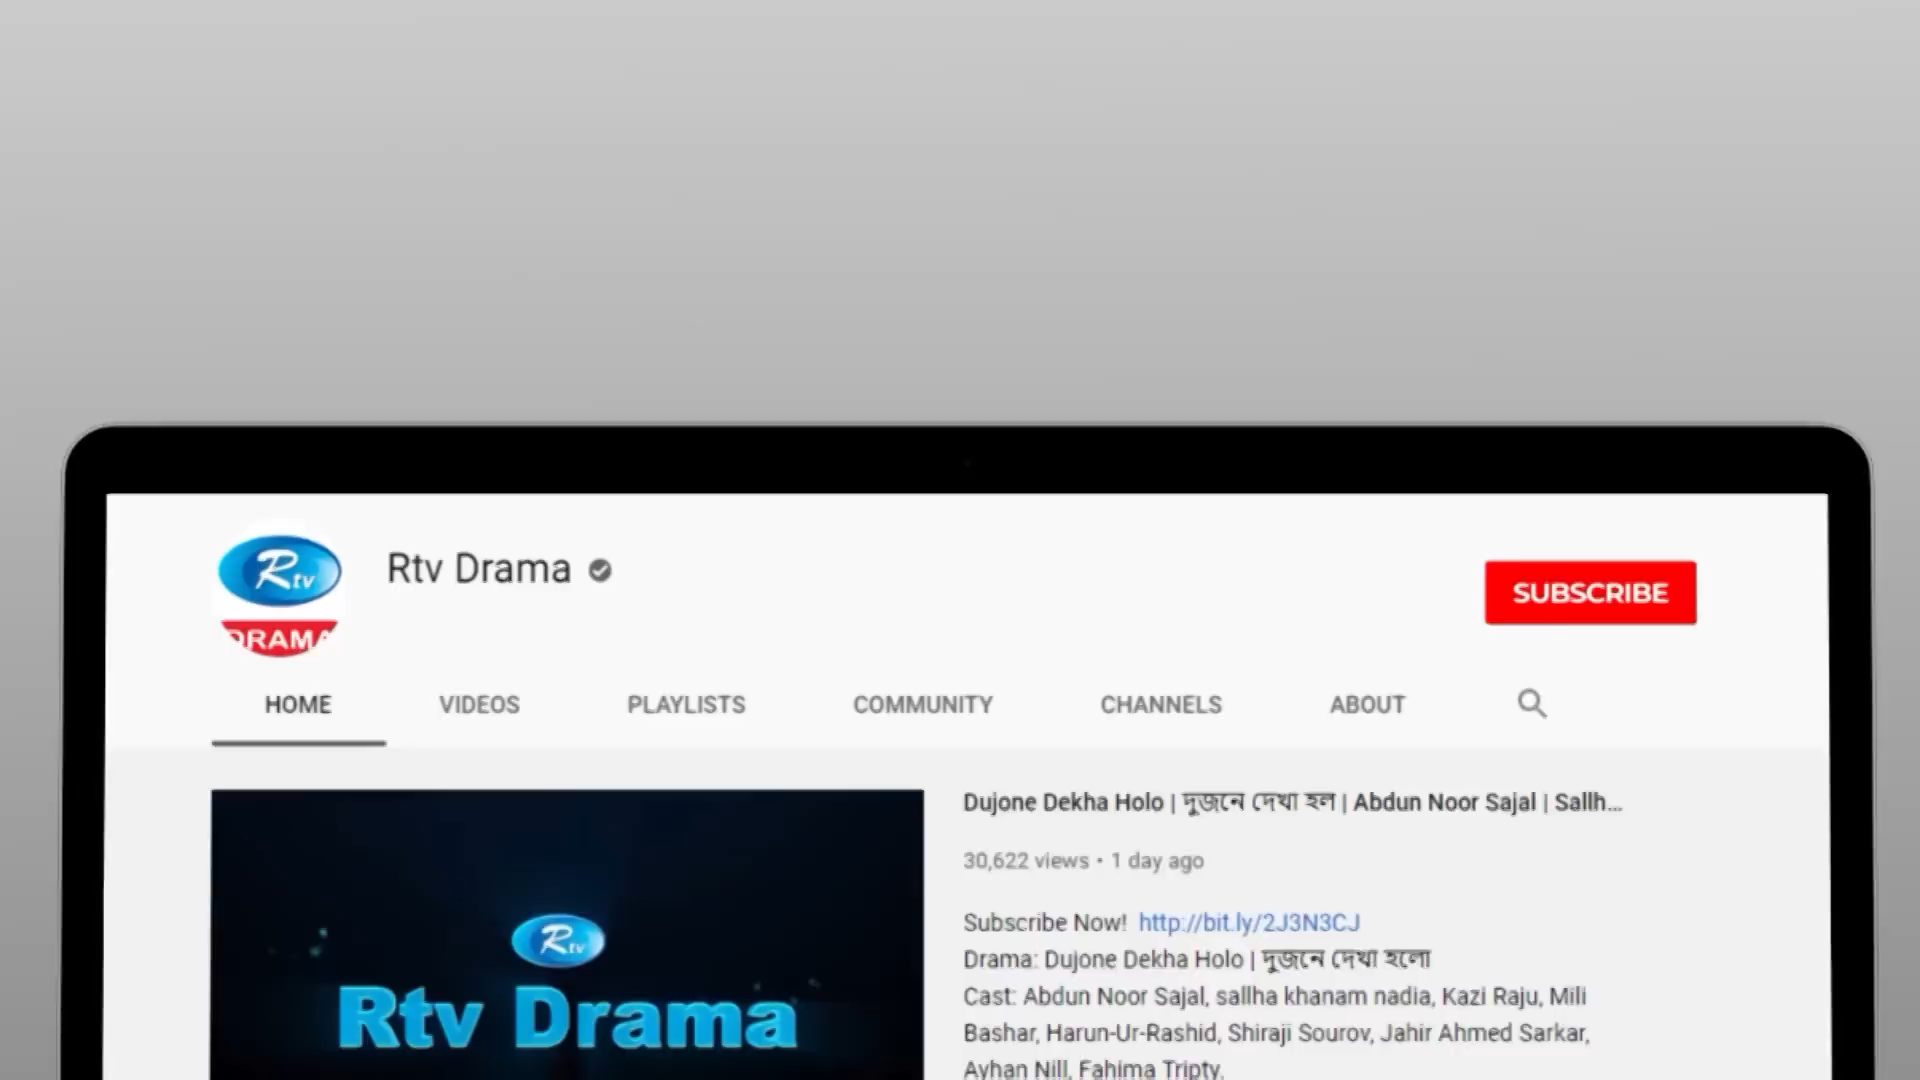 Rtv
DRAMA
Rtv Drama
SUBSCRIBE
HOME VIDEOS PLAYLISTS COMMUNITY CHANNELS ABOUT
Rtv
Rtv Drama
Dujone Dekha Holo | দুজনে দেখা হল | Abdun Noor Sajal | Sallh...
30,622 views • 1 day ago
Subscribe Now! http://bit.ly/2J3N3CJ
Drama: Dujone Dekha Holo | দুজনে দেখা হলো
Cast: Abdun Noor Sajal, sallha khanam nadia, Kazi Raju, Mili
Bashar, Harun-Ur-Rashid, Shiraji Sourov, Jahir Ahmed Sarkar,
Ayhan Nill, Fahima Tripty.